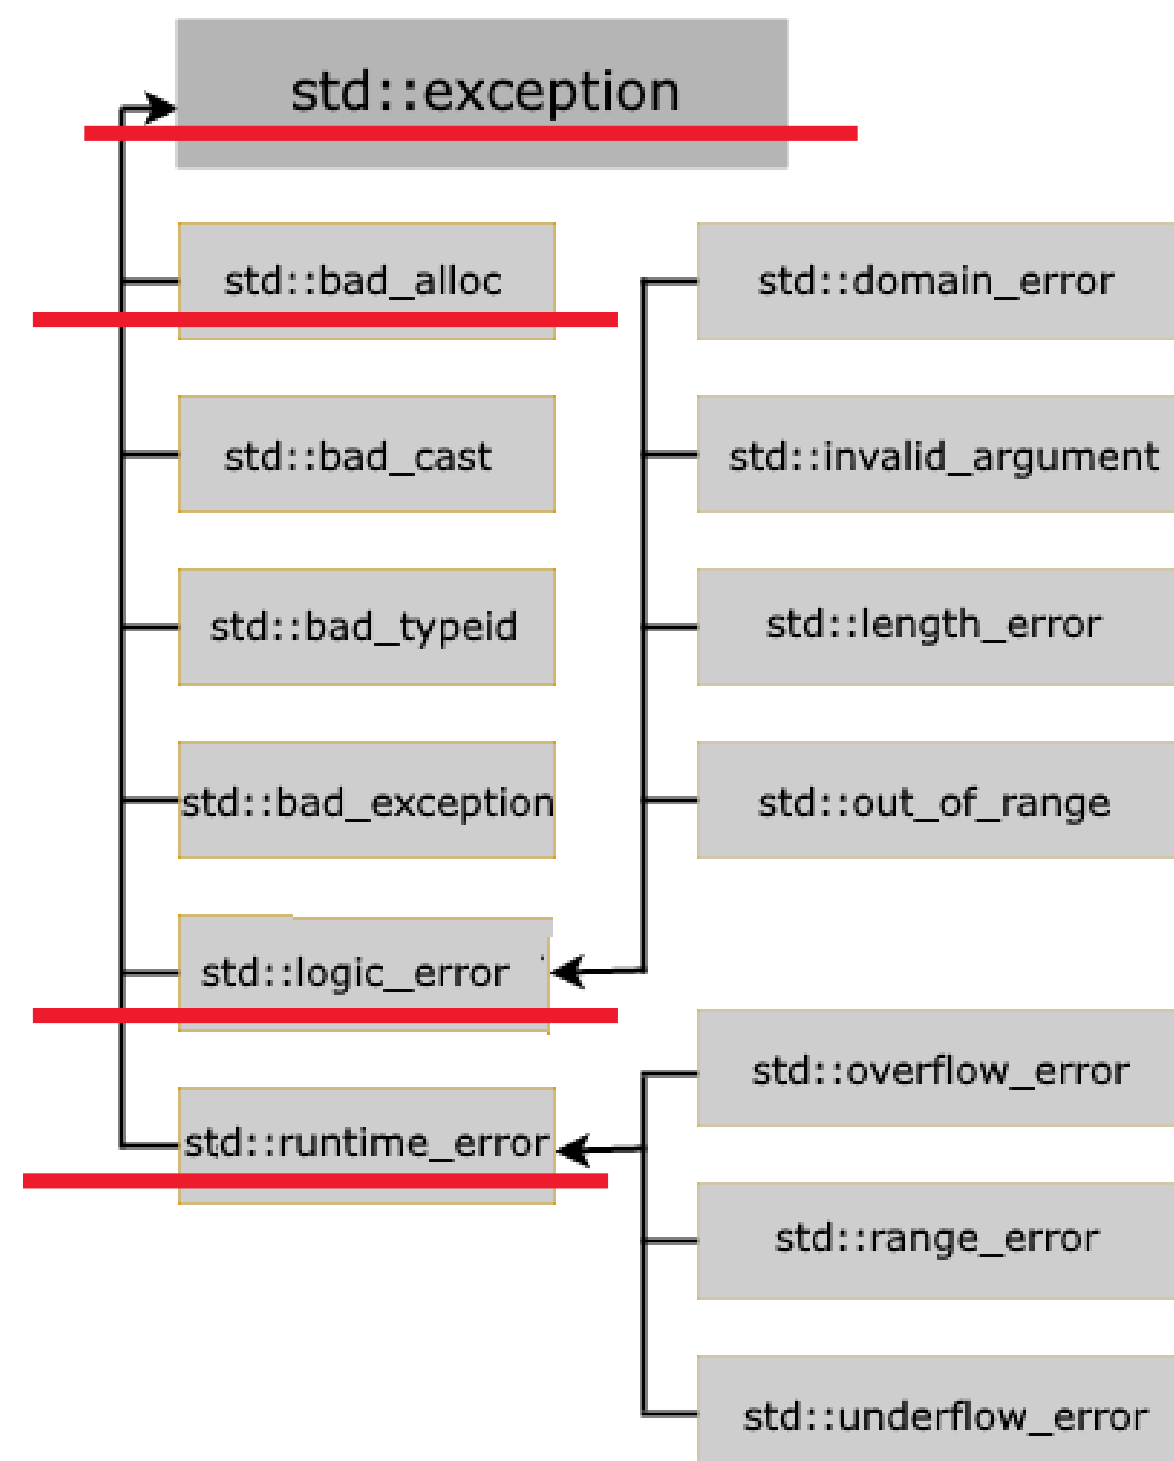 std::exception
std::bad_alloc
std::bad_cast
std::bad_typeid
std::bad_exception
std::logic_error
std::runtime_error
std::domain_error
std::invalid_argument
std::length_error
std::out_of_range
std::overflow_error
std::range_error
std::underflow_error